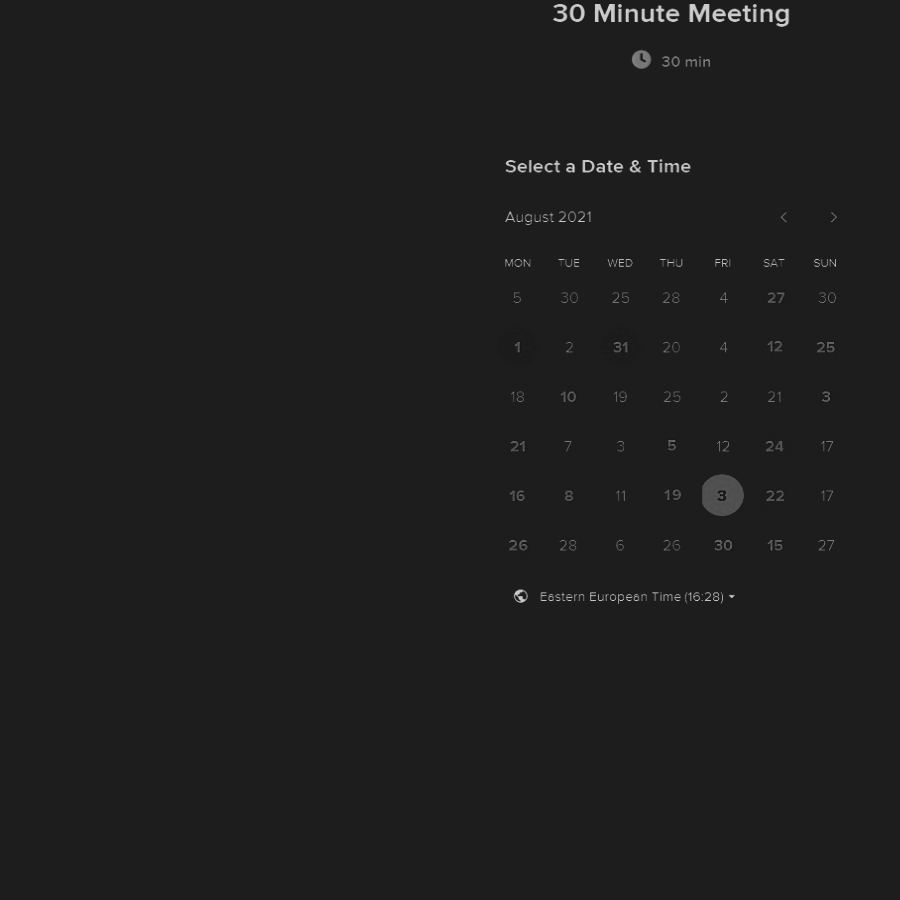 30 Minute Meeting
30 min
Select a Date & Time
August 2021
MON TUE WED THU FRI SAT SUN
5 30 25 28 4 27 30
1 2 31 20 4 12 25
18 10 19 25 2 21 3
21 7 3 5 12 24 17
16 8 11 19 3 22 17
26 28 6 26 30 15 27
Eastern European Time (16:28)